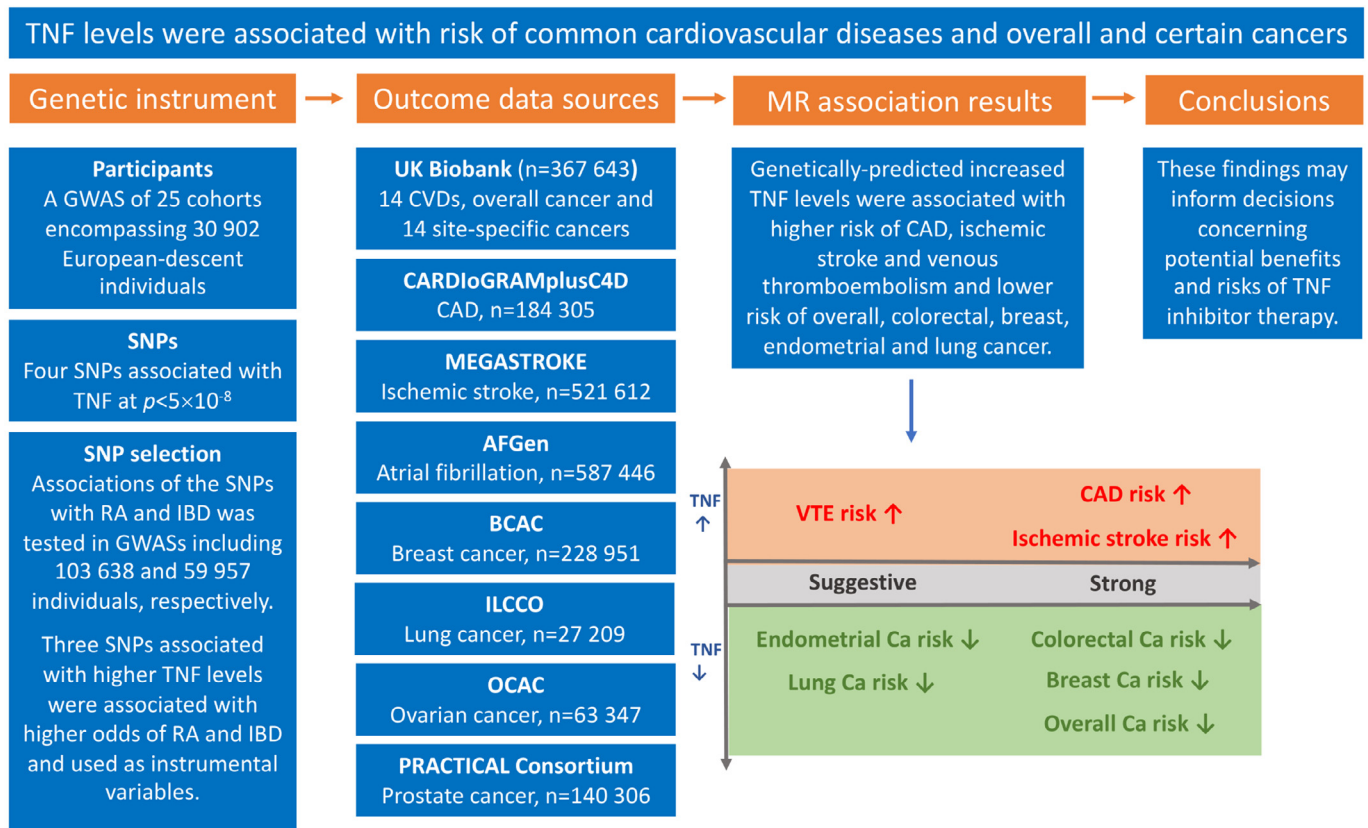 TNF levels were associated with risk of common cardiovascular diseases and overall and certain cancers
Genetic instrument
Outcome data sources
MR association results
Conclusions
Participants
A GWAS of 25 cohorts
encompassing 30 902
European-descent
individuals
SNPs
Four SNPs associated with
TNF at p<5×10⁻⁸
SNP selection
Associations of the SNPs
with RA and IBD was
tested in GWASs including
103 638 and 59 957
individuals, respectively.
Three SNPs associated
with higher TNF levels
were associated with
higher odds of RA and IBD
and used as instrumental
variables.
UK Biobank (n=367 643)
14 CVDs, overall cancer and
14 site-specific cancers
CARDIoGRAMplusC4D
CAD, n=184 305
MEGASTROKE
Ischemic stroke, n=521 612
AFGen
Atrial fibrillation, n=587 446
BCAC
Breast cancer, n=228 951
ILCCO
Lung cancer, n=27 209
OCAC
Ovarian cancer, n=63 347
PRACTICAL Consortium
Prostate cancer, n=140 306
Genetically-predicted increased
TNF levels were associated with
higher risk of CAD, ischemic
stroke and venous
thromboembolism and lower
risk of overall, colorectal, breast,
endometrial and lung cancer.
These findings may
inform decisions
concerning
potential benefits
and risks of TNF
inhibitor therapy.
TNF
↑
VTE risk ↑
CAD risk ↑
Ischemic stroke risk ↑
Suggestive
Strong
TNF
↓
Endometrial Ca risk ↓
Lung Ca risk ↓
Colorectal Ca risk ↓
Breast Ca risk ↓
Overall Ca risk ↓